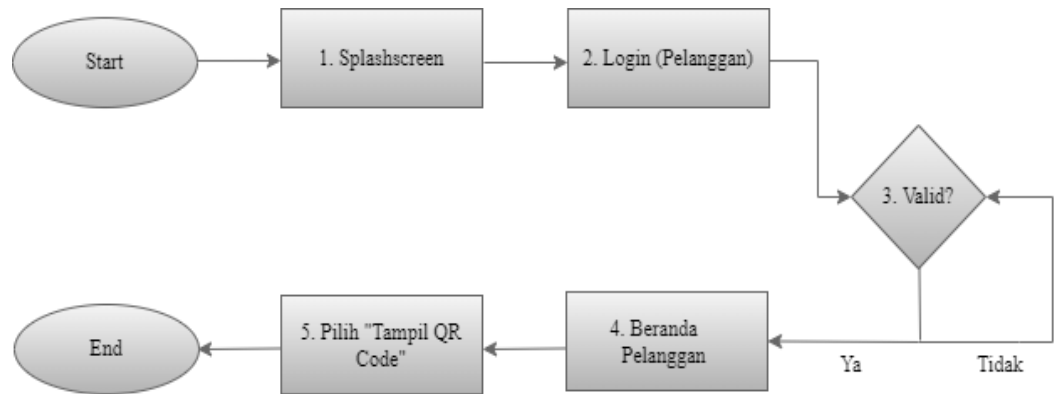 Start
1. Splashscreen
2. Login (Pelanggan)
3. Valid?
Ya
Tidak
4. Beranda
Pelanggan
5. Pilih "Tampil QR
Code"
End